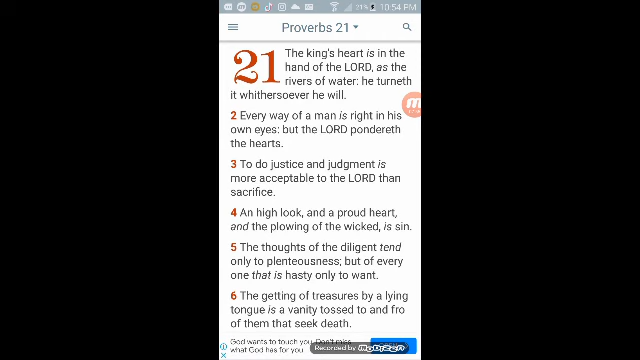 21% 10:54 PM
Proverbs 21
21 The king's heart is in the
hand of the LORD, as the
rivers of water: he turneth
it whithersoever he will.
2 Every way of a man is right in his
own eyes: but the LORD pondereth
the hearts.
3 To do justice and judgment is
more acceptable to the LORD than
sacrifice.
4 An high look, and a proud heart,
and the plowing of the wicked, is sin.
5 The thoughts of the diligent tend
only to plenteousness; but of every
one that is hasty only to want.
6 The getting of treasures by a lying
tongue is a vanity tossed to and fro
of them that seek death.
God wants to touch you. Don't miss
what God has for you
Recorded by MOBIZEN